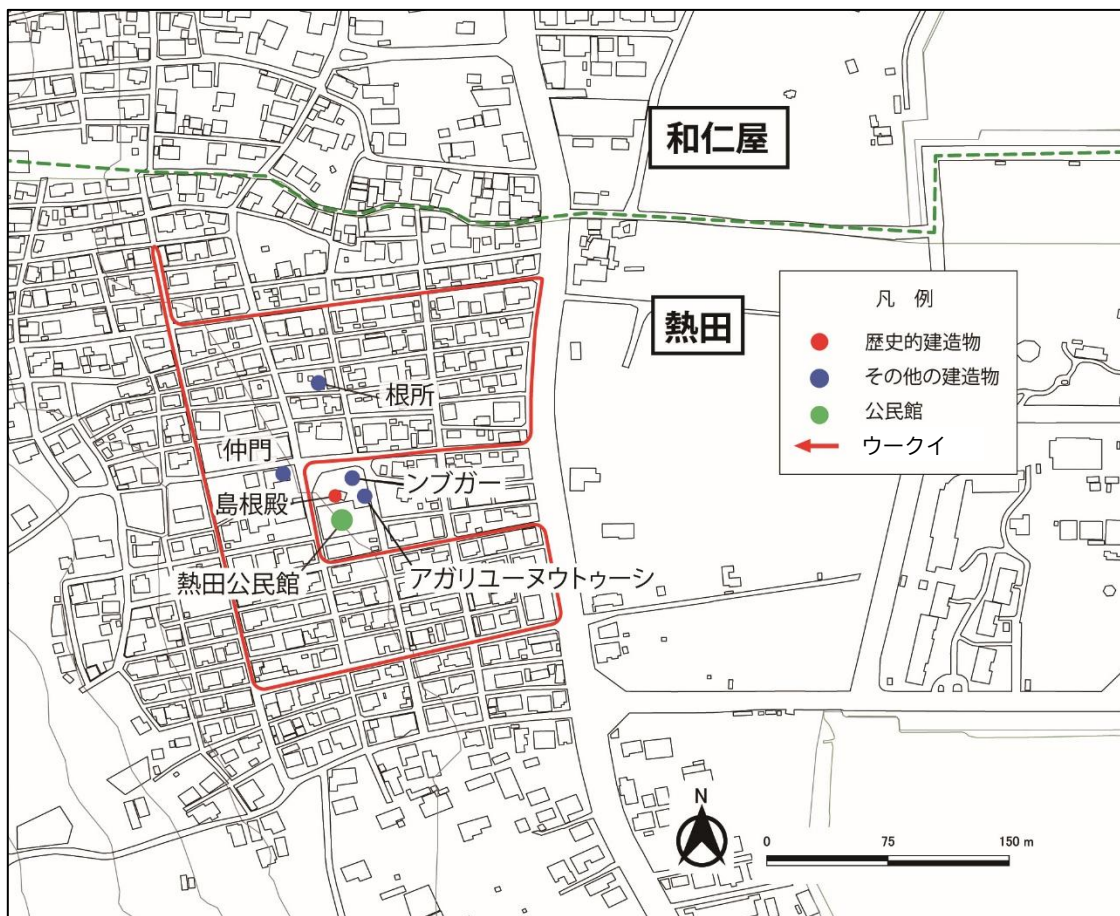 和仁屋
熱田
凡 例
歴史的建造物
その他の建造物
公民館
ウークイ
根所
仲門
ンブガー
島根殿
熱田公民館
アガリユーヌウトゥーシ
N
0 75 150 m